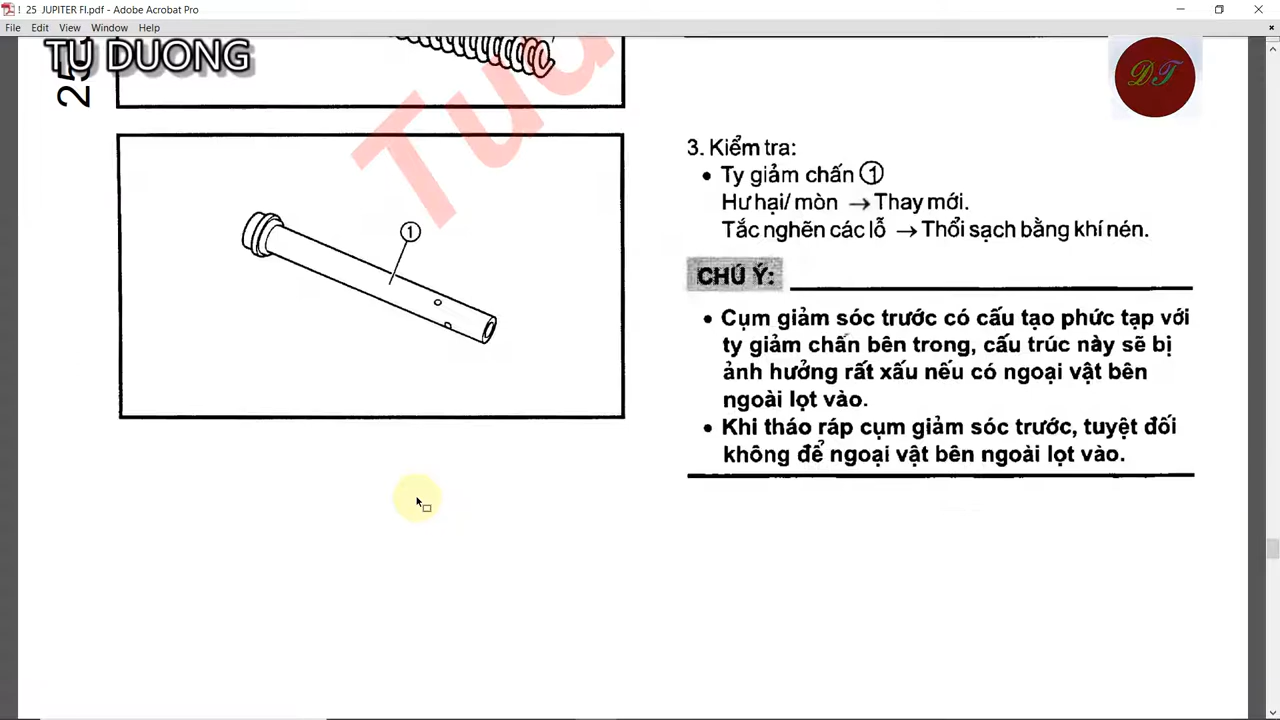 ! 25 JUPITER FI.pdf - Adobe Acrobat Pro
File Edit View Window Help
TU DUONG
25
Tud
DT
1
3. Kiểm tra:
• Ty giảm chấn ①
Hư hại/ mòn → Thay mới.
Tắc nghẽn các lỗ → Thổi sạch bằng khí nén.
CHÚ Ý:
• Cụm giảm sóc trước có cấu tạo phức tạp với
ty giảm chấn bên trong, cấu trúc này sẽ bị
ảnh hưởng rất xấu nếu có ngoại vật bên
ngoài lọt vào.
• Khi tháo ráp cụm giảm sóc trước, tuyệt đối
không để ngoại vật bên ngoài lọt vào.